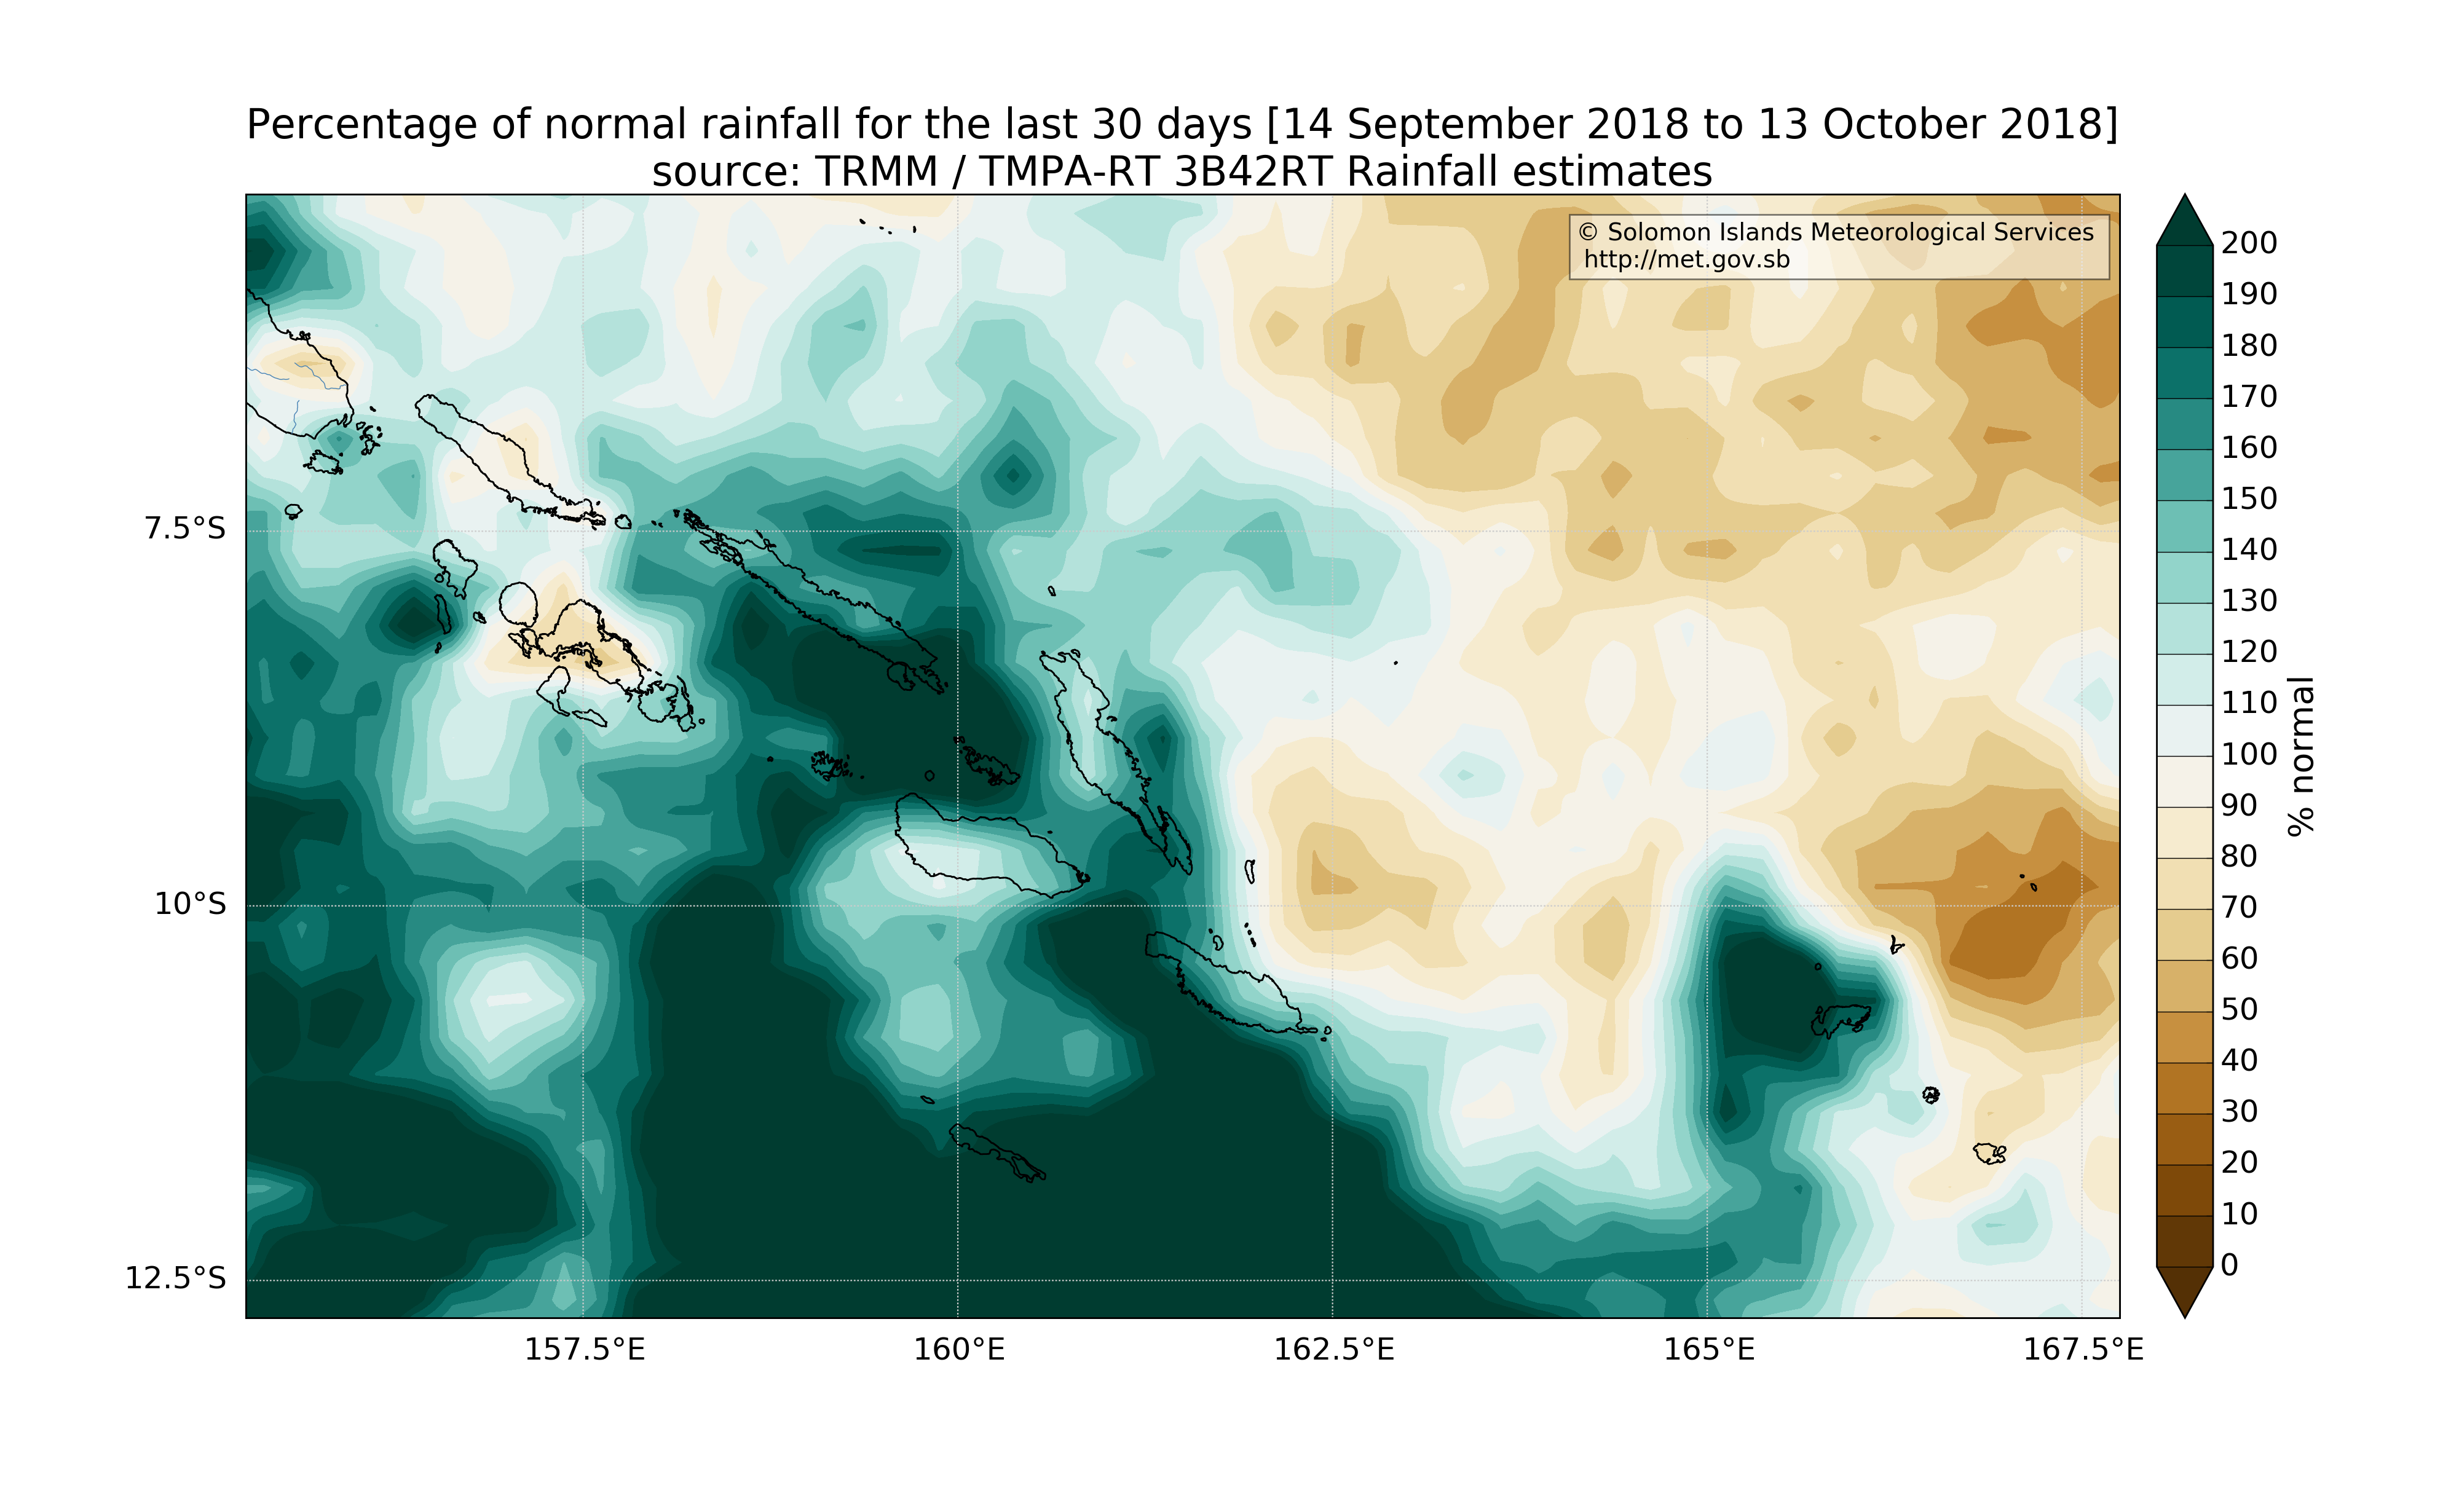 Percentage of normal rainfall for the last 30 days [14 September 2018 to 13 October 2018]
source: TRMM / TMPA-RT 3B42RT Rainfall estimates
© Solomon Islands Meteorological Services
http://met.gov.sb
7.5°S
10°S
12.5°S
157.5°E
160°E
162.5°E
165°E
167.5°E
200
190
180
170
160
150
140
130
120
110
100
90
80
70
60
50
40
30
20
10
0
% normal